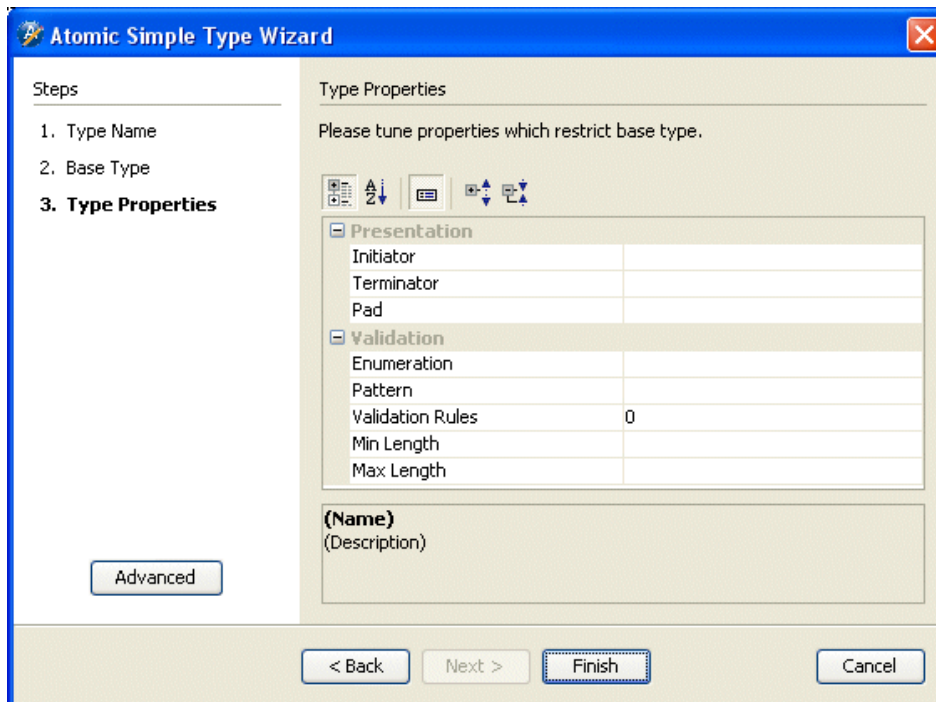 Atomic Simple Type Wizard
Steps
1. Type Name
2. Base Type
3. Type Properties
Advanced
Type Properties
Please tune properties which restrict base type.
A
Z
Presentation
Initiator
Terminator
Pad
Validation
Enumeration
Pattern
Validation Rules 0
Min Length
Max Length
(Name)
(Description)
< Back Next > Finish Cancel